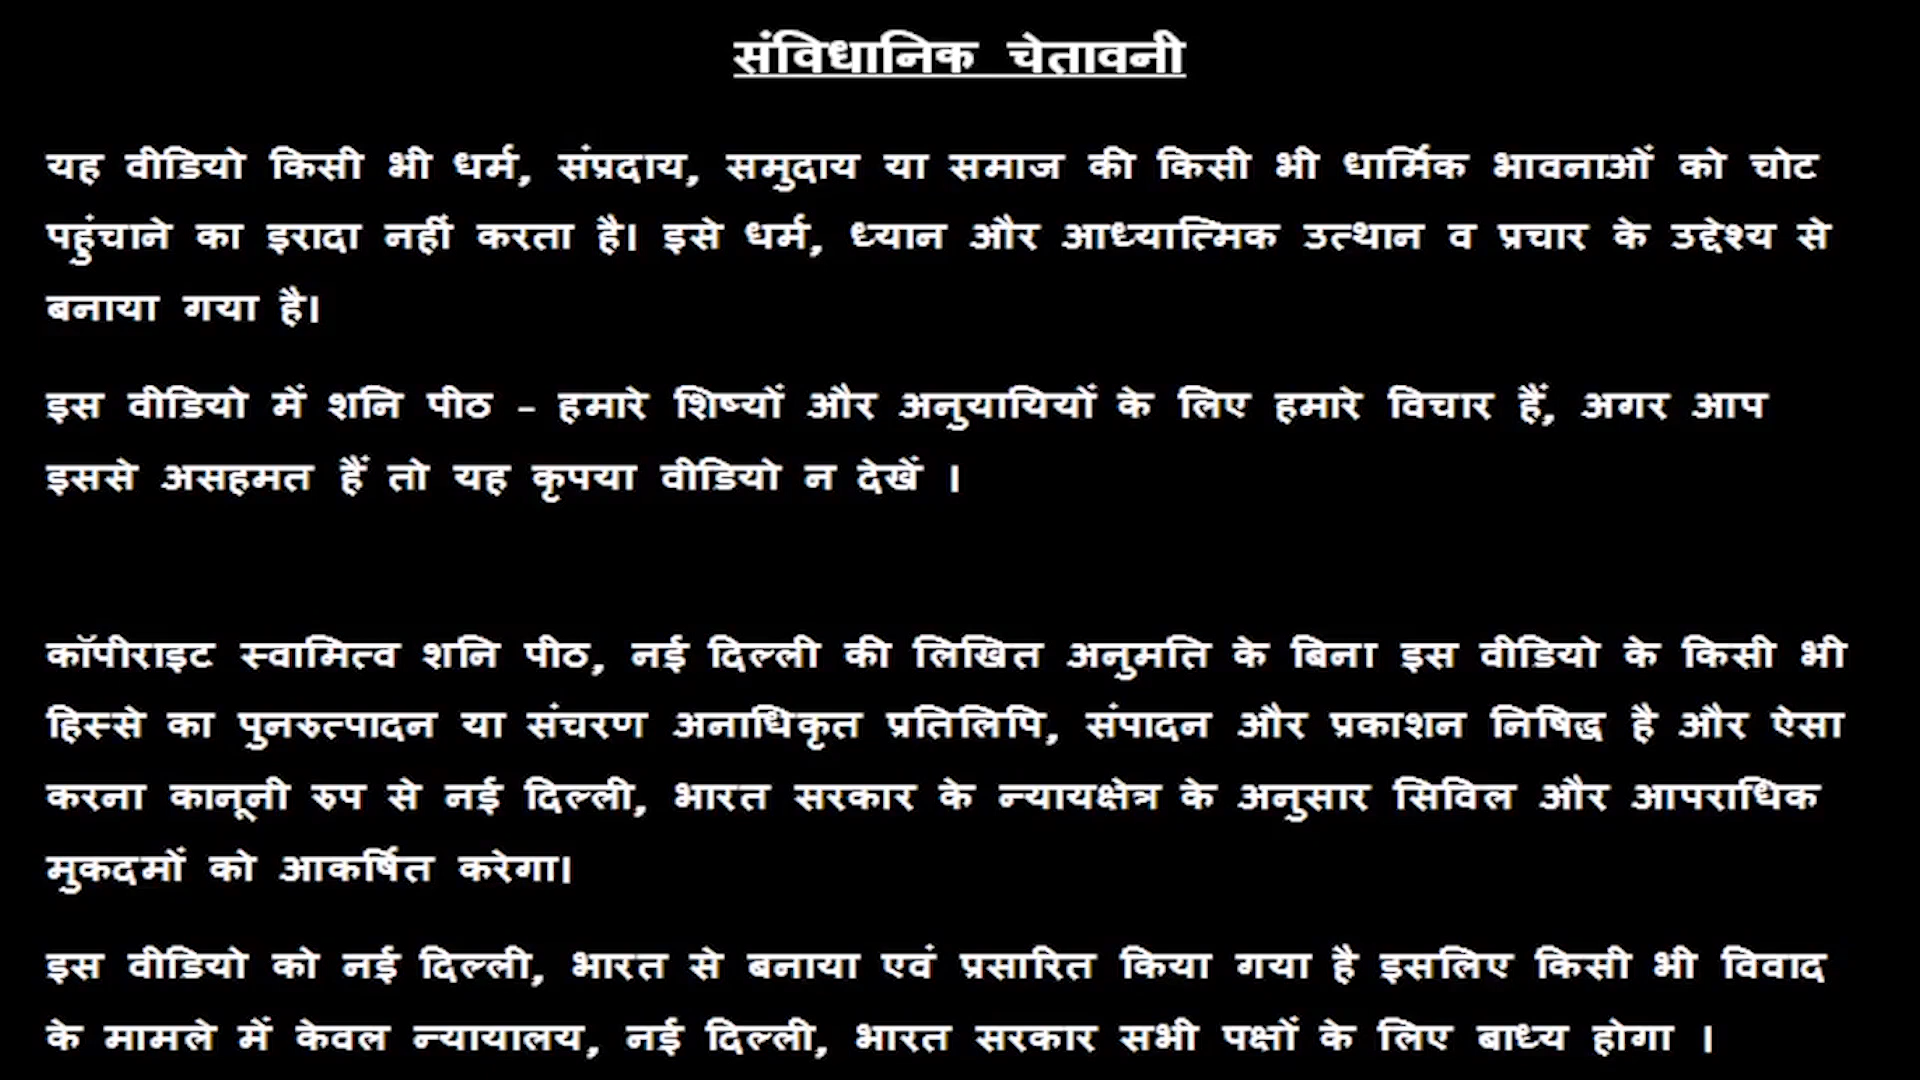 संविधानिक चेतावनी
यह वीडियो किसी भी धर्म, संप्रदाय, समुदाय या समाज की किसी भी धार्मिक भावनाओं को चोट
पहुंचाने का इरादा नहीं करता है। इसे धर्म, ध्यान और आध्यात्मिक उत्थान व प्रचार के उद्देश्य से
बनाया गया है।
इस वीडियो में शनि पीठ – हमारे शिष्यों और अनुयायियों के लिए हमारे विचार हैं, अगर आप
इससे असहमत हैं तो यह कृपया वीडियो न देखें ।
कॉपीराइट स्वामित्व शनि पीठ, नई दिल्ली की लिखित अनुमति के बिना इस वीडियो के किसी भी
हिस्से का पुनरुत्पादन या संचरण अनाधिकृत प्रतिलिपि, संपादन और प्रकाशन निषिद्ध है और ऐसा
करना कानूनी रुप से नई दिल्ली, भारत सरकार के न्यायक्षेत्र के अनुसार सिविल और आपराधिक
मुकदमों को आकर्षित करेगा।
इस वीडियो को नई दिल्ली, भारत से बनाया एवं प्रसारित किया गया है इसलिए किसी भी विवाद
के मामले में केवल न्यायालय, नई दिल्ली, भारत सरकार सभी पक्षों के लिए बाध्य होगा ।